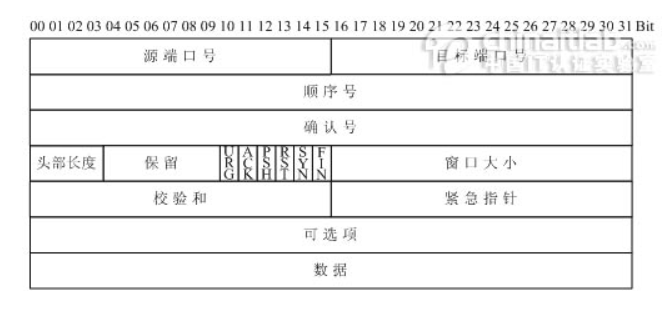 00 01 02 03 04 05 06 07 08 09 10 11 12 13 14 15 16 17 18 19 20 21 22 23 24 25 26 27 28 29 30 31 Bit
源端口号 目标端口号
顺序号
确认号
头部长度 保留 URG ACK PSH RST SYN FIN 窗口大小
校验和 紧急指针
可选项
数据